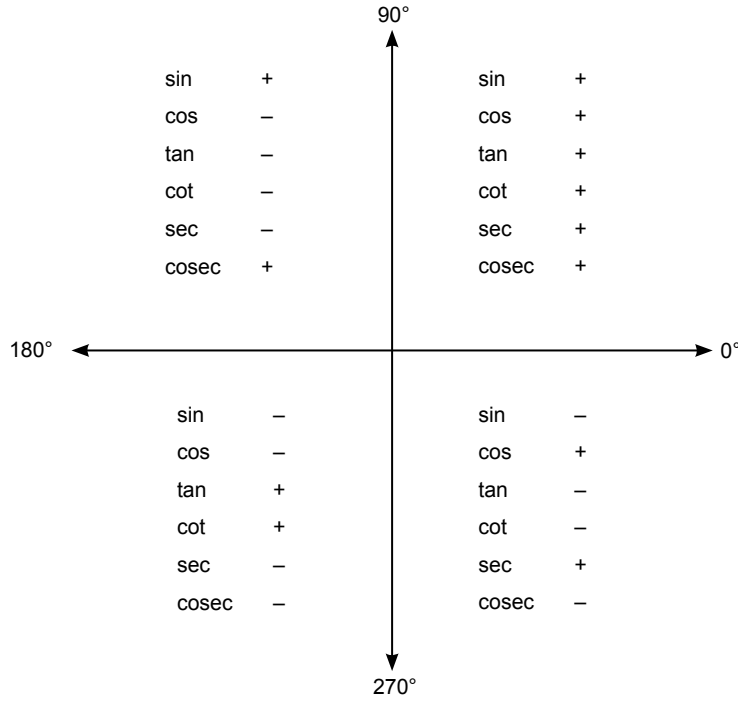 90°
sin + sin +
cos – cos +
tan – tan +
cot – cot +
sec – sec +
cosec + cosec +
180° 0°
sin – sin –
cos – cos +
tan + tan –
cot + cot –
sec – sec +
cosec – cosec –
270°